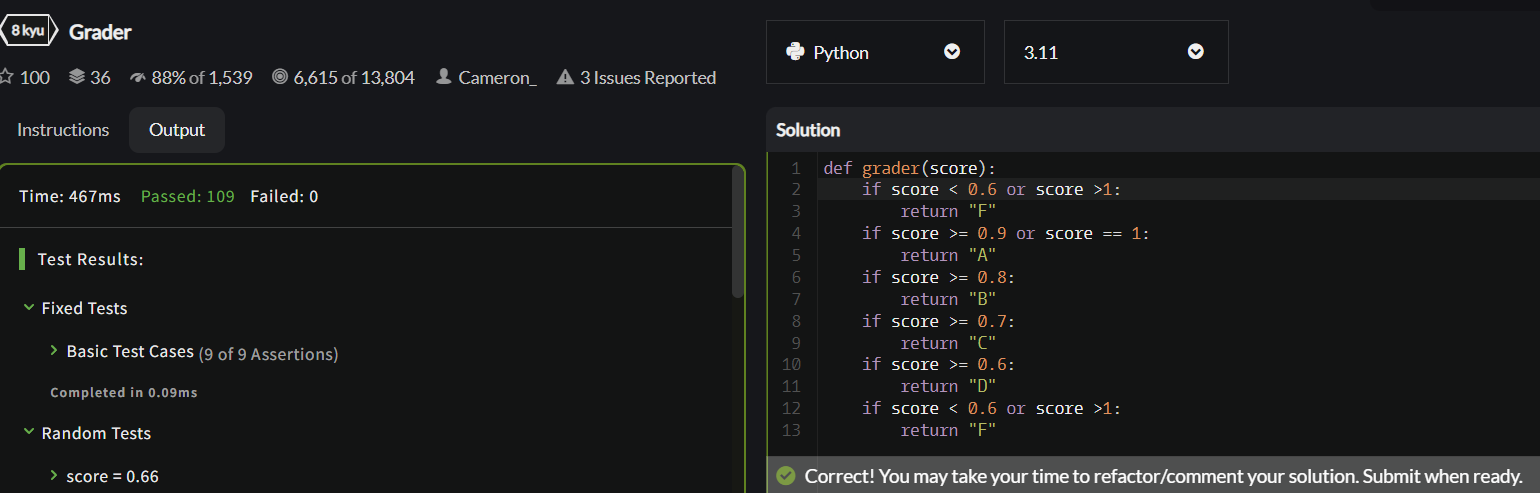 8 kyu Grader
100 36 88% of 1,539 6,615 of 13,804 Cameron_ 3 Issues Reported
Instructions Output
Time: 467ms Passed: 109 Failed: 0
Test Results:
Fixed Tests
Basic Test Cases (9 of 9 Assertions)
Completed in 0.09ms
Random Tests
score = 0.66
Python 3.11
Solution
1 def grader(score):
2     if score < 0.6 or score >1:
3         return "F"
4     if score >= 0.9 or score == 1:
5         return "A"
6     if score >= 0.8:
7         return "B"
8     if score >= 0.7:
9         return "C"
10     if score >= 0.6:
11         return "D"
12     if score < 0.6 or score >1:
13         return "F"
Correct! You may take your time to refactor/comment your solution. Submit when ready.